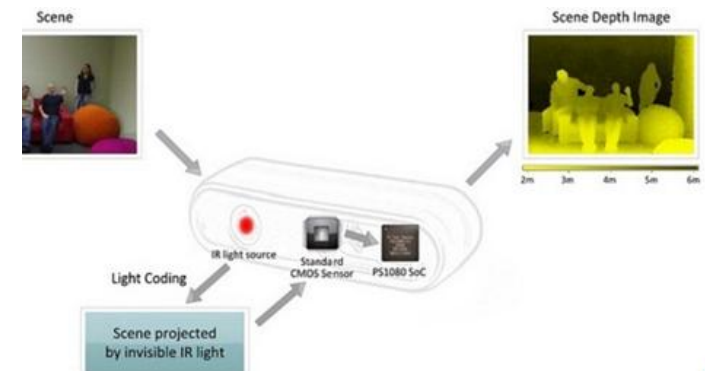 Scene
Scene Depth Image
2m 3m 4m 5m 6m
IR light source
Standard
CMOS Sensor
PS1080 SoC
Light Coding
Scene projected
by invisible IR light